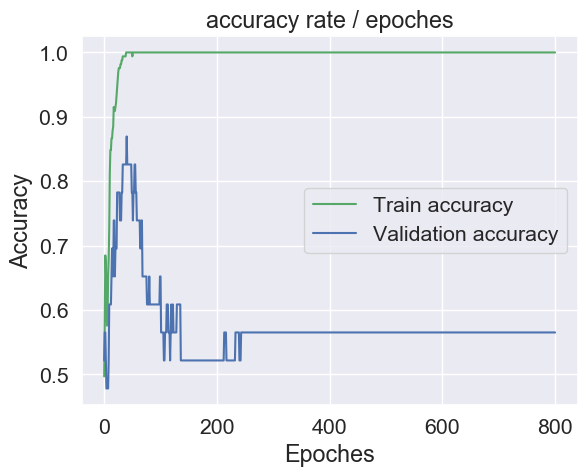 accuracy rate / epoches
1.0
0.9
0.8
0.7
0.6
0.5
Accuracy
Train accuracy
Validation accuracy
0 200 400 600 800
Epoches